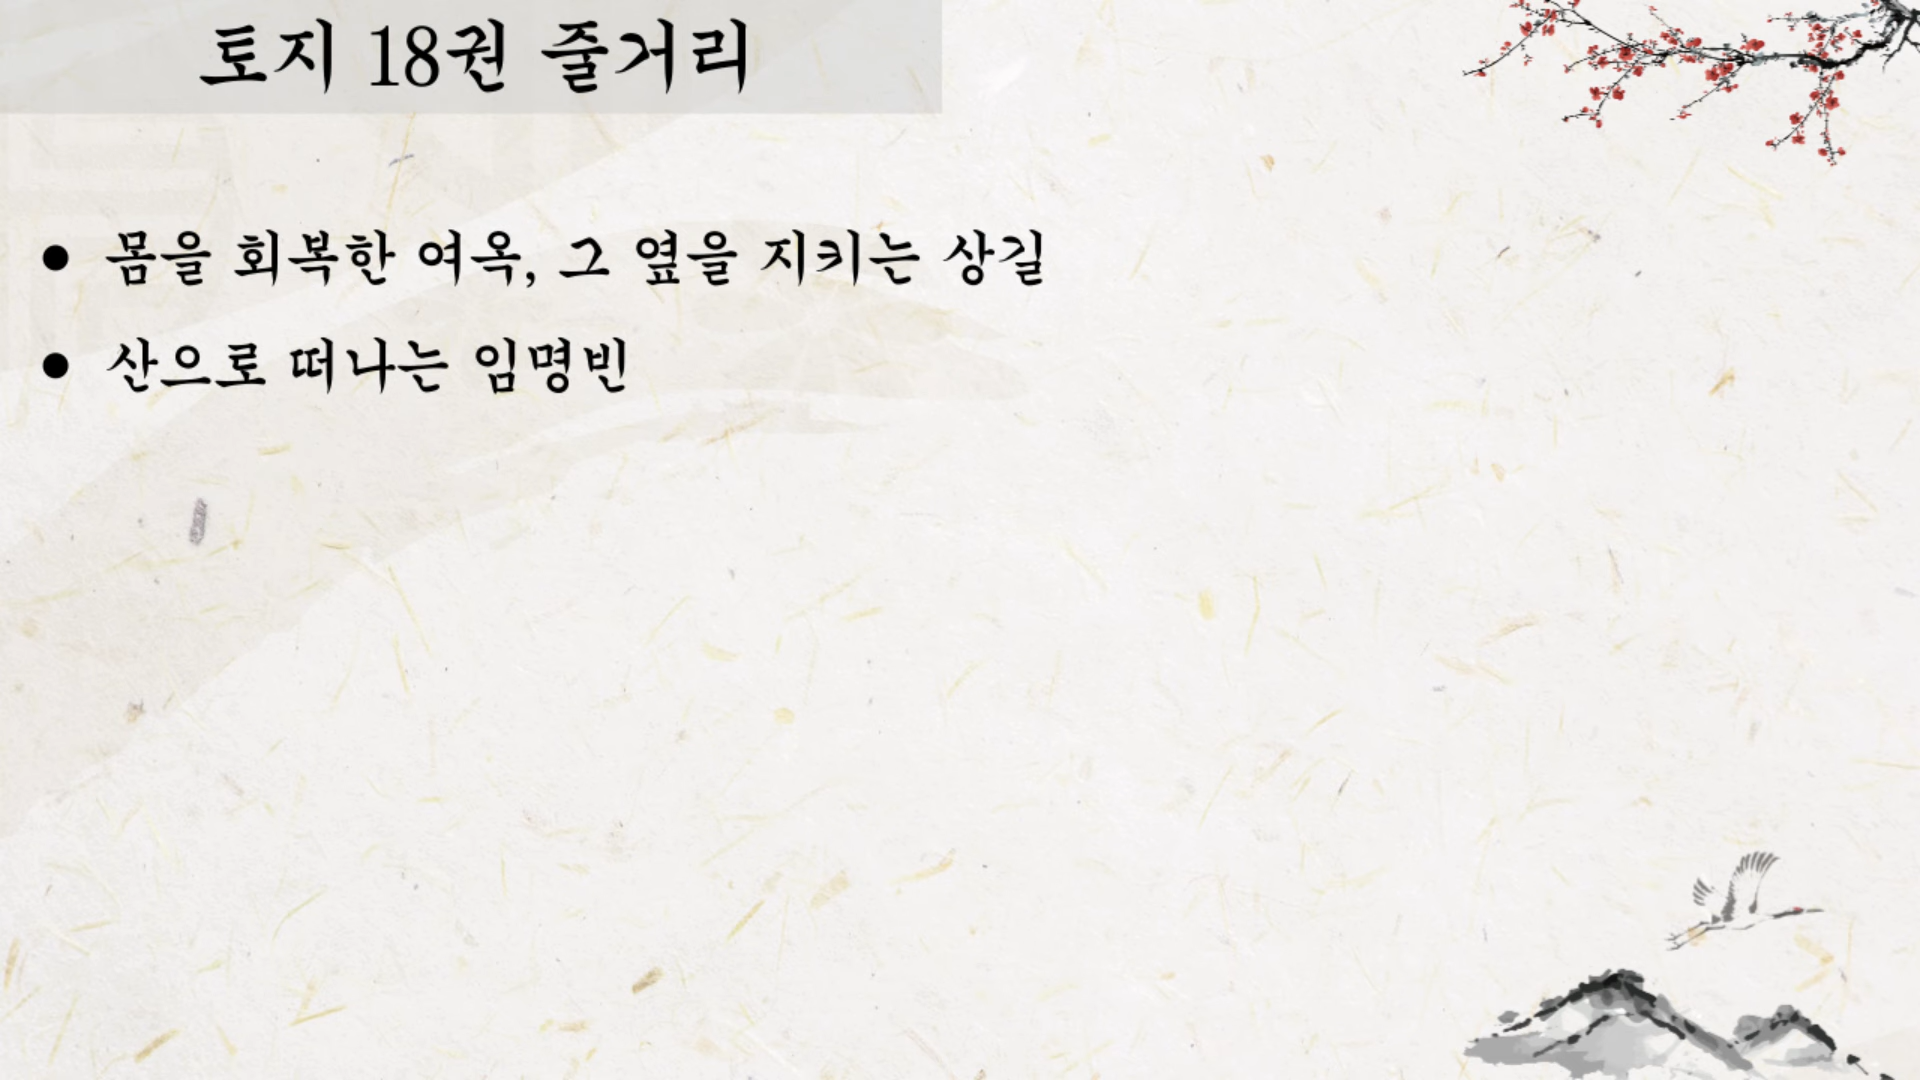 토지 18권 줄거리
● 몸을 회복한 여옥, 그 옆을 지키는 상길
● 산으로 떠나는 임명빈